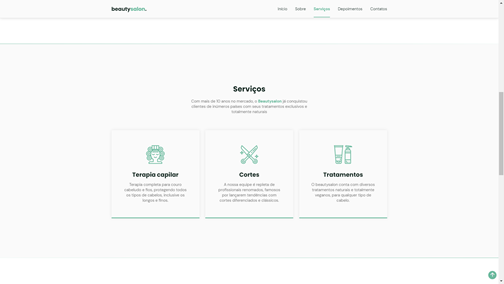 beautysalon.
Início Sobre Serviços Depoimentos Contatos
Serviços
Com mais de 10 anos no mercado, o Beautysalon já conquistou
clientes de inúmeros países com seus tratamentos exclusivos e
totalmente naturais
Terapia capilar
Terapia completa para couro
cabeludo e fios, protegendo todos
os tipos de cabelos, inclusive os
longos e finos.
Cortes
A nossa equipe é repleta de
profissionais renomados, famosos
por lançarem tendências com
cortes diferenciados e clássicos.
Tratamentos
O beautysalon conta com diversos
tratamentos naturais e totalmente
veganos, para qualquer tipo de
cabelo.